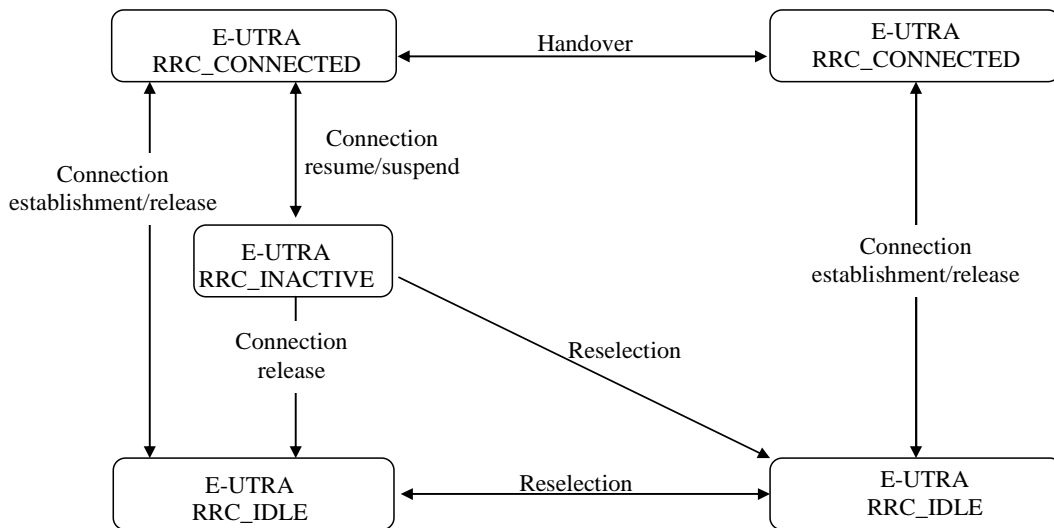 E-UTRA
RRC_CONNECTED
Handover
E-UTRA
RRC_CONNECTED
Connection
resume/suspend
Connection
establishment/release
E-UTRA
RRC_INACTIVE
Connection
establishment/release
Connection
release
Reselection
E-UTRA
RRC_IDLE
Reselection
E-UTRA
RRC_IDLE